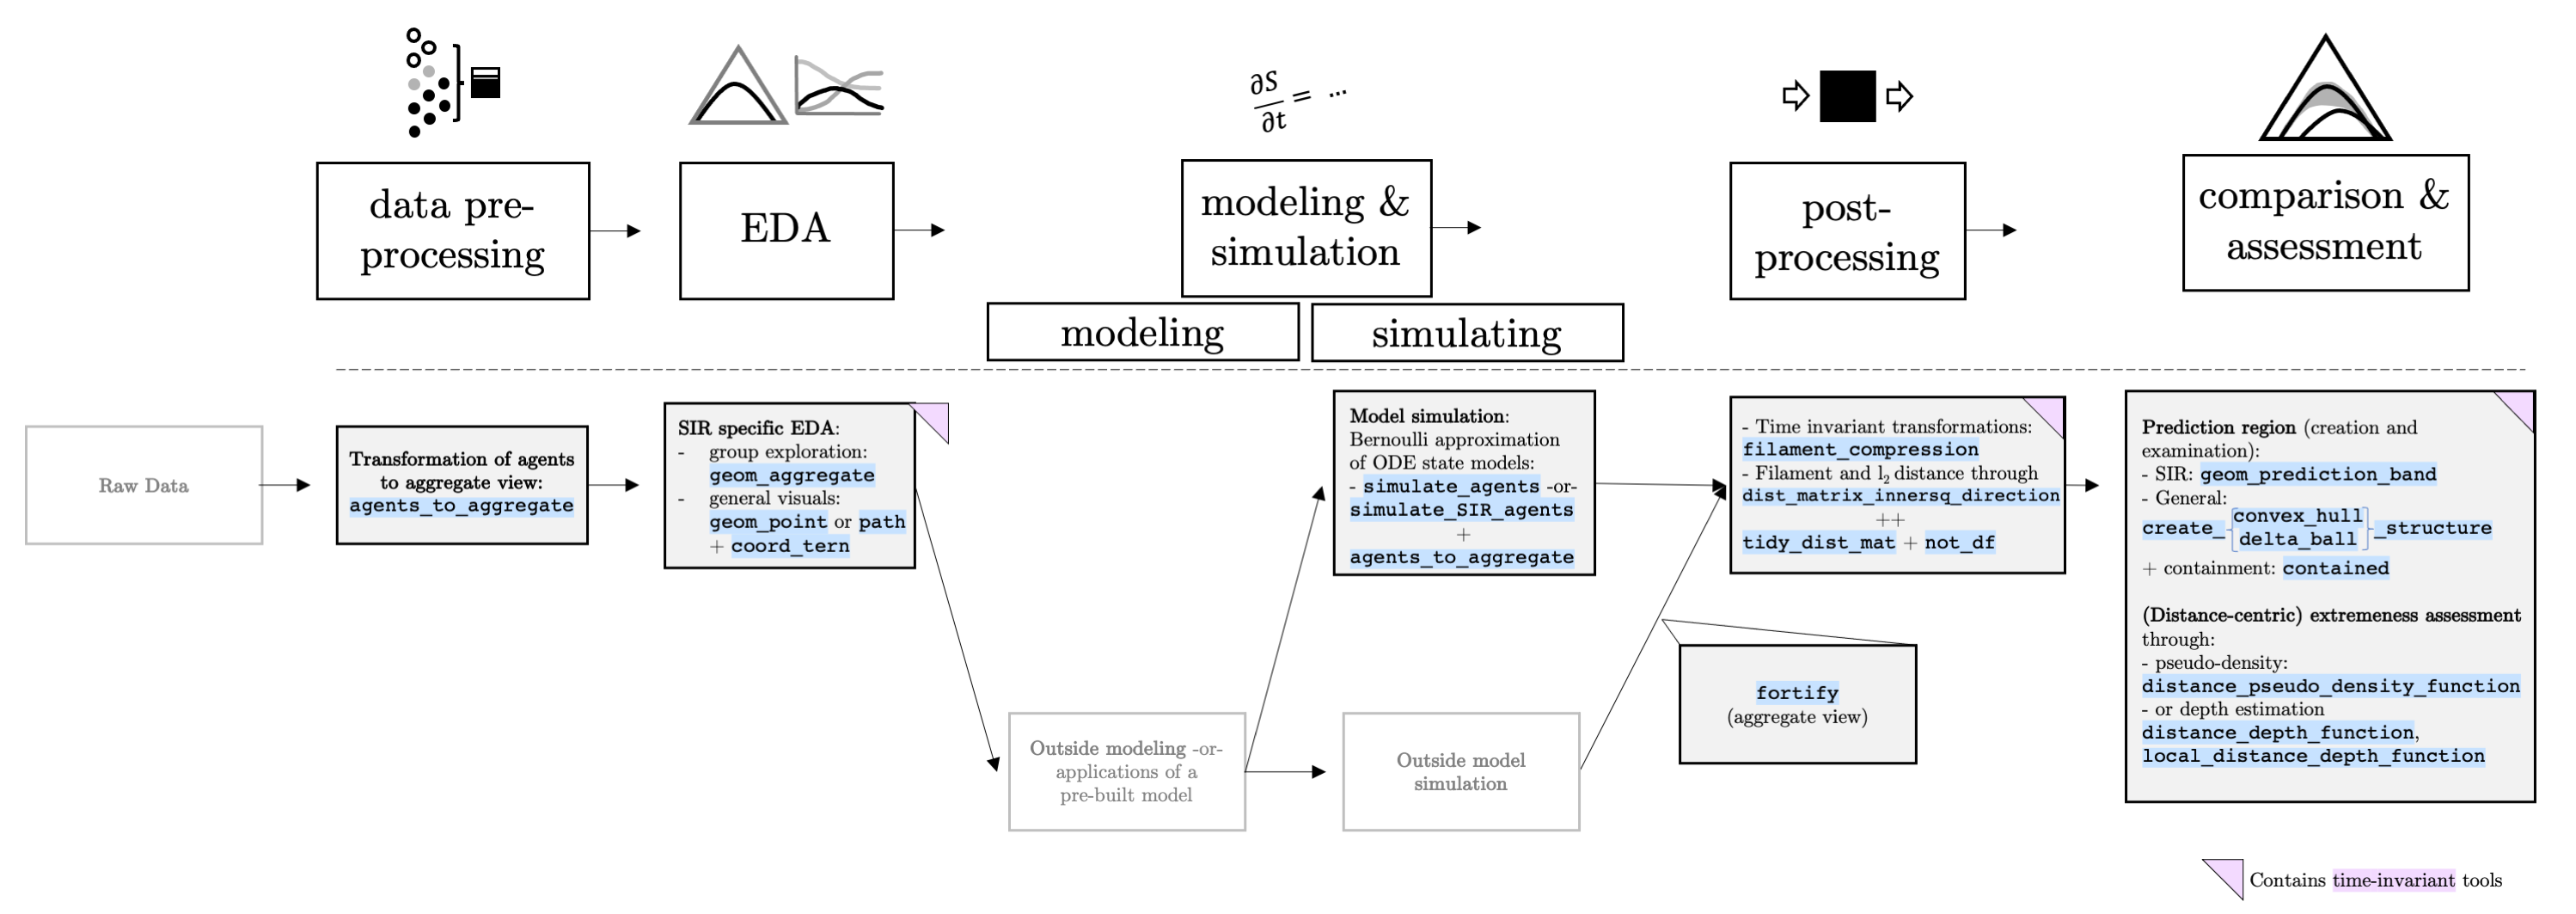 ∂S
∂t
= ...
data pre-
processing
EDA
modeling &
simulation
post-
processing
comparison &
assessment
modeling
simulating
Raw Data
Transformation of agents
to aggregate view:
agents_to_aggregate
SIR specific EDA:
- group exploration:
geom_aggregate
- general visuals:
geom_point or path
+ coord_tern
Outside modeling -or-
applications of a
pre-built model
Model simulation:
Bernoulli approximation
of ODE state models:
- simulate_agents -or-
simulate_SIR_agents
+
agents_to_aggregate
Outside model
simulation
- Time invariant transformations:
filament_compression
- Filament and l₂ distance through
dist_matrix_innersq_direction
++
tidy_dist_mat + not_df
fortify
(aggregate view)
Prediction region (creation and
examination):
- SIR: geom_prediction_band
- General:
convex_hull
create_ _structure
delta_ball
+ containment: contained
(Distance-centric) extremeness assessment
through:
- pseudo-density:
distance_pseudo_density_function
- or depth estimation
distance_depth_function,
local_distance_depth_function
Contains time-invariant tools